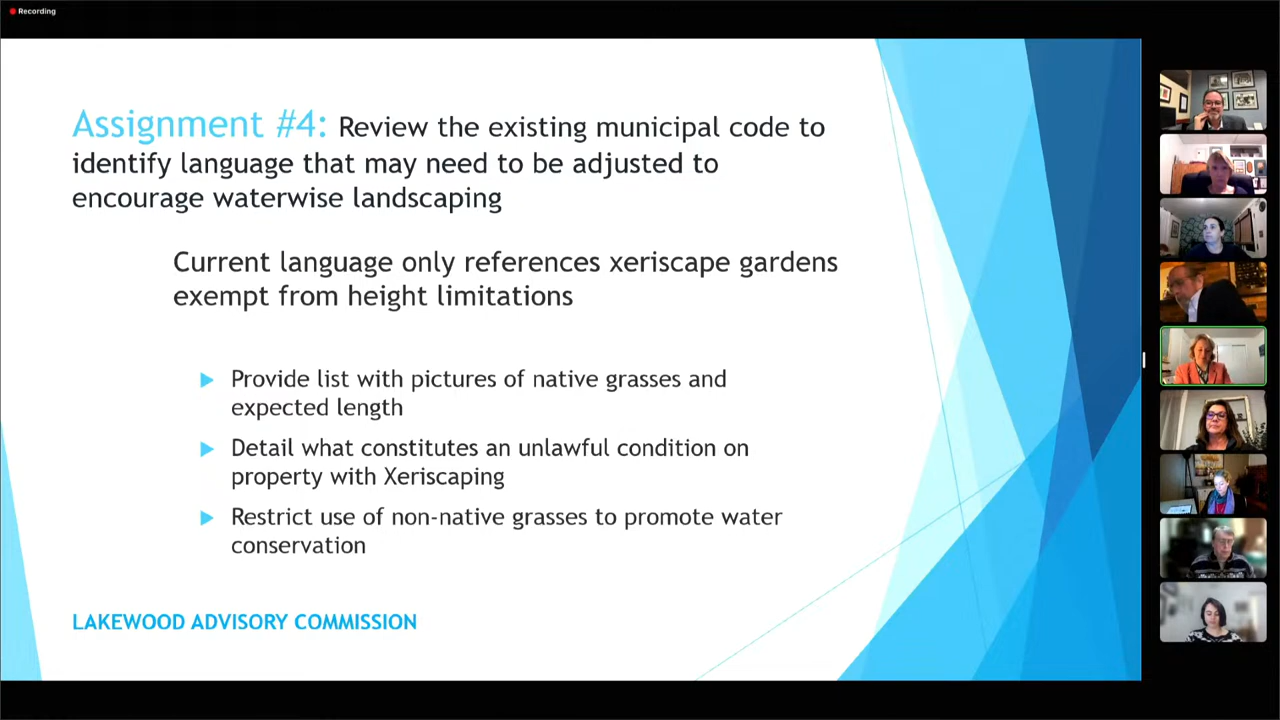 Recording
Assignment #4: Review the existing municipal code to
identify language that may need to be adjusted to
encourage waterwise landscaping
Current language only references xeriscape gardens
exempt from height limitations
Provide list with pictures of native grasses and
expected length
Detail what constitutes an unlawful condition on
property with Xeriscaping
Restrict use of non-native grasses to promote water
conservation
LAKEWOOD ADVISORY COMMISSION